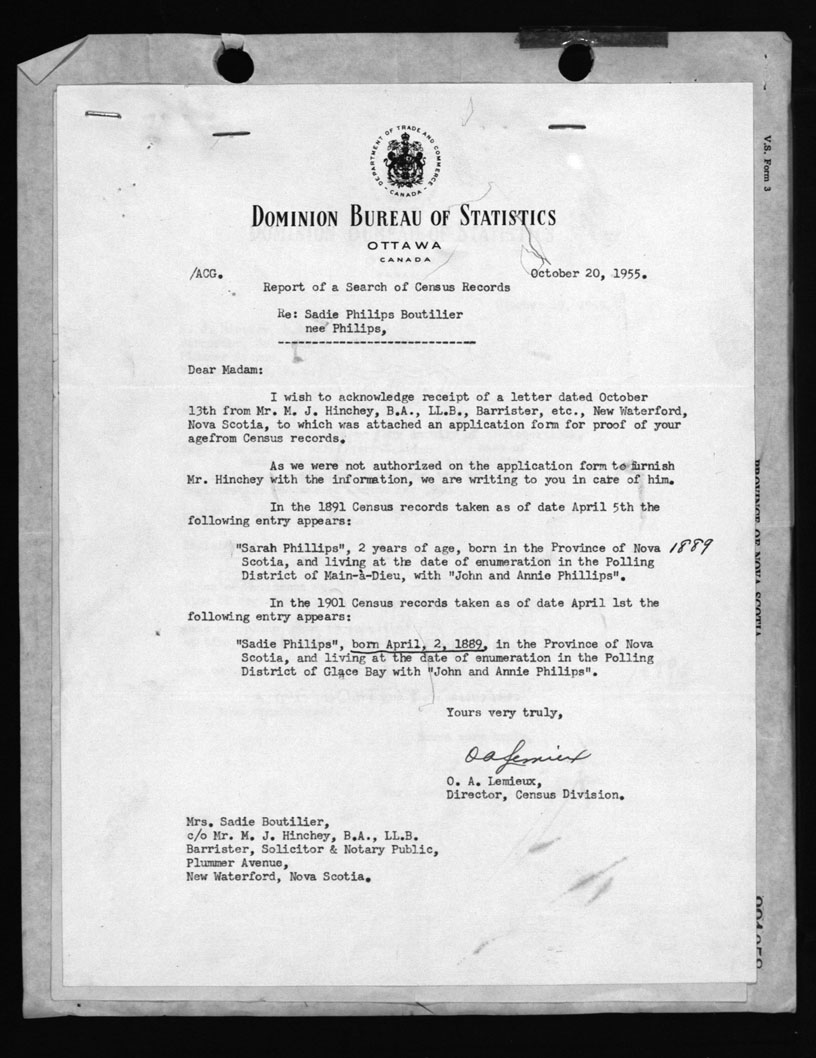 DEPARTMENT OF TRADE AND COMMERCE
- CANADA -
DOMINION BUREAU OF STATISTICS
OTTAWA
CANADA
/ACG. October 20, 1955.
Report of a Search of Census Records
Re: Sadie Philips Boutilier
nee Philips,
Dear Madam:
I wish to acknowledge receipt of a letter dated October
13th from Mr. M. J. Hinchey, B.A., LL.B., Barrister, etc., New Waterford,
Nova Scotia, to which was attached an application form for proof of your
agefrom Census records.
As we were not authorized on the application form to furnish
Mr. Hinchey with the information, we are writing to you in care of him.
In the 1891 Census records taken as of date April 5th the
following entry appears:
"Sarah Phillips", 2 years of age, born in the Province of Nova 1889
Scotia, and living at the date of enumeration in the Polling
District of Main-à-Dieu, with "John and Annie Phillips".
In the 1901 Census records taken as of date April 1st the
following entry appears:
"Sadie Philips", born April, 2, 1889, in the Province of Nova
Scotia, and living at the date of enumeration in the Polling
District of Glace Bay with "John and Annie Philips".
Yours very truly,
O A Lemieux
O. A. Lemieux,
Director, Census Division.
Mrs. Sadie Boutilier,
c/o Mr. M. J. Hinchey, B.A., LL.B.
Barrister, Solicitor & Notary Public,
Plummer Avenue,
New Waterford, Nova Scotia.
V.S. Form 3
PROVINCE OF NOVA SCOTIA